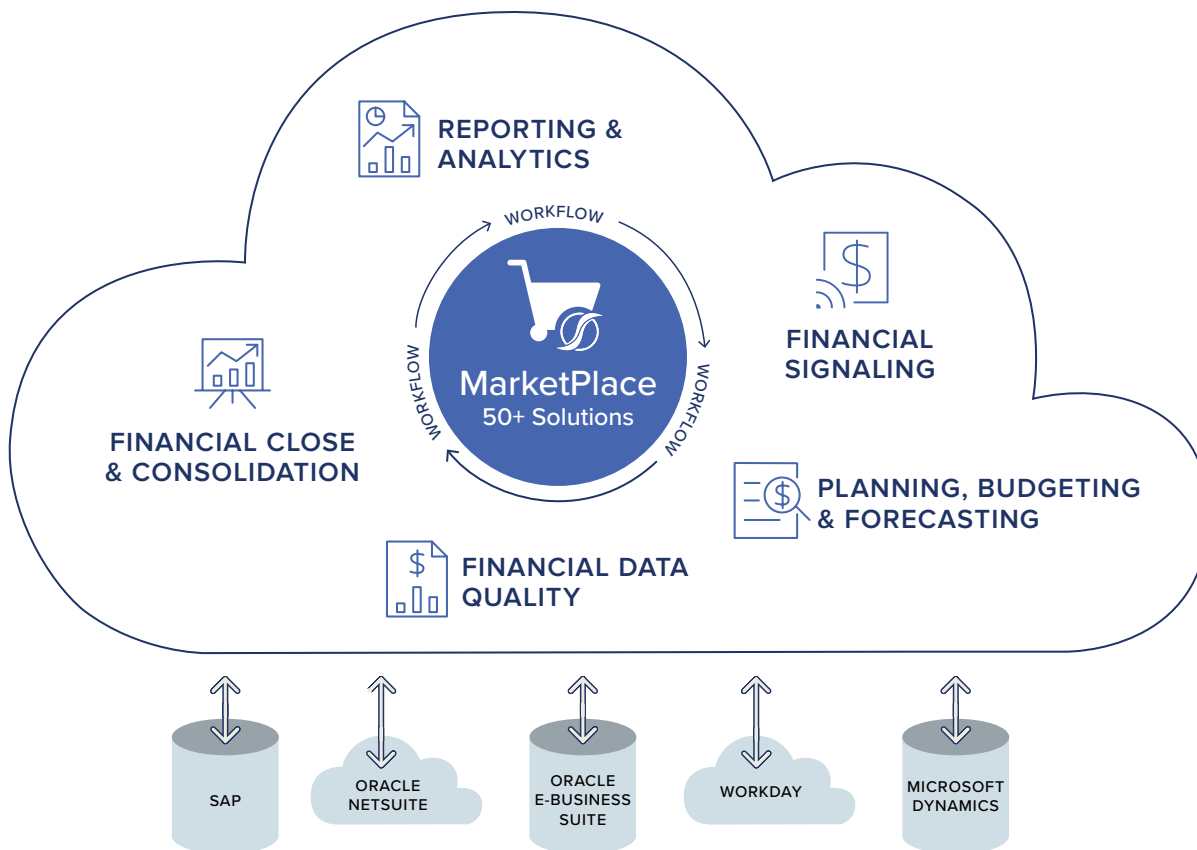 REPORTING &
ANALYTICS
WORKFLOW
WORKFLOW
WORKFLOW
MarketPlace
50+ Solutions
FINANCIAL
SIGNALING
FINANCIAL CLOSE
& CONSOLIDATION
PLANNING, BUDGETING
& FORECASTING
FINANCIAL DATA
QUALITY
SAP
ORACLE
NETSUITE
ORACLE
E-BUSINESS
SUITE
WORKDAY
MICROSOFT
DYNAMICS